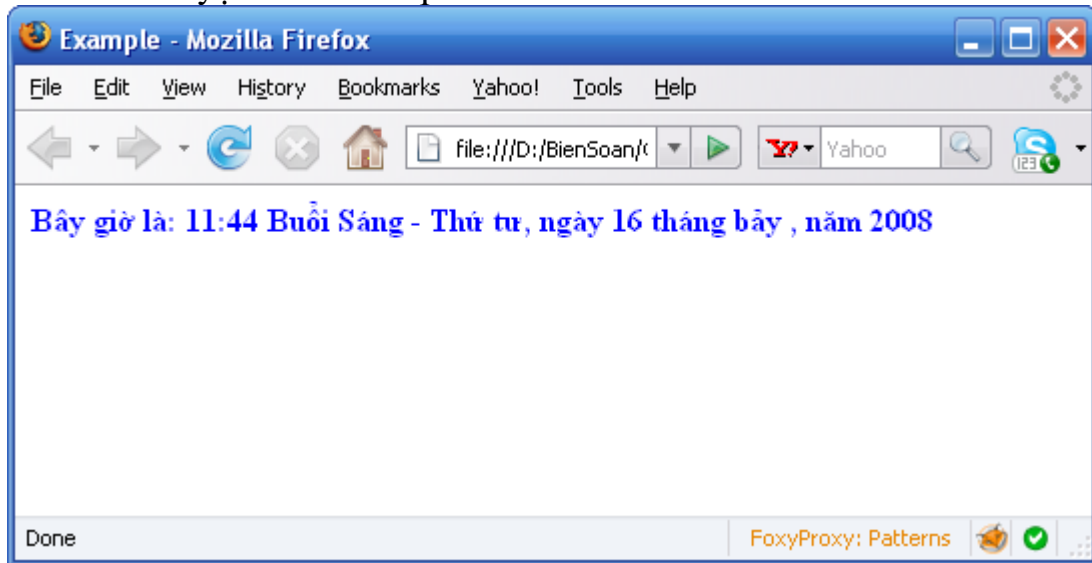 Example - Mozilla Firefox
File Edit View History Bookmarks Yahoo! Tools Help
file:///D:/BienSoan/ Y! Yahoo 123
Bây giờ là: 11:44 Buổi Sáng - Thứ tư, ngày 16 tháng bảy , năm 2008
Done FoxyProxy: Patterns